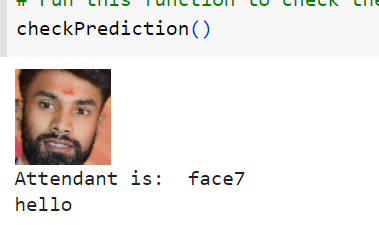 # Run this function to check the
checkPrediction()
Attendant is:  face7
hello